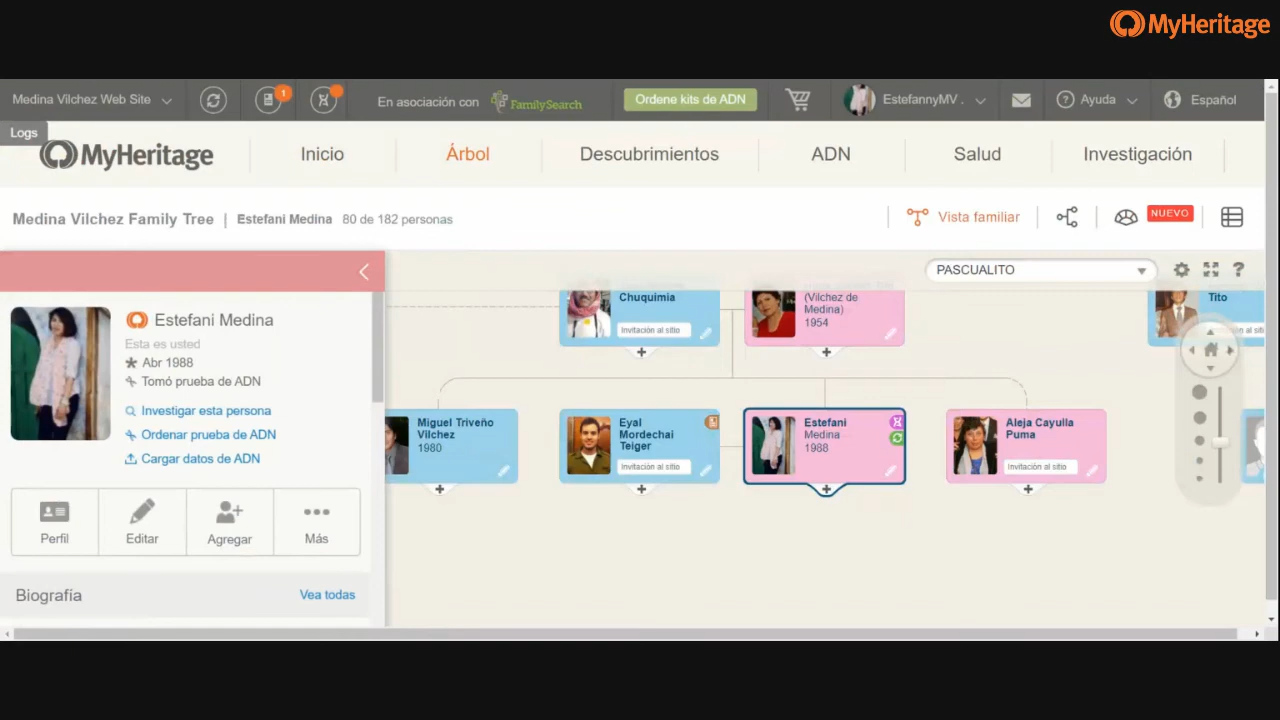 MyHeritage
Medina Vilchez Web Site
1
En asociación con FamilySearch
Ordene kits de ADN
EstefannyMV .
Ayuda
Español
Logs
MyHeritage
Inicio
Árbol
Descubrimientos
ADN
Salud
Investigación
Medina Vilchez Family Tree | Estefani Medina 80 de 182 personas
Vista familiar
NUEVO
PASCUALITO
?
Estefani Medina
Esta es usted
Abr 1988
Tomó prueba de ADN
Investigar esta persona
Ordenar prueba de ADN
Cargar datos de ADN
Perfil
Editar
Agregar
Más
Biografía
Vea todas
Chuquimia
Invitación al sitio
(Vilchez de
Medina)
1954
Tito
Miguel Triveño
Vilchez
1980
Eyal
Mordechai
Teiger
Invitación al sitio
Estefani
Medina
1988
Aleja Cayulla
Puma
Invitación al sitio